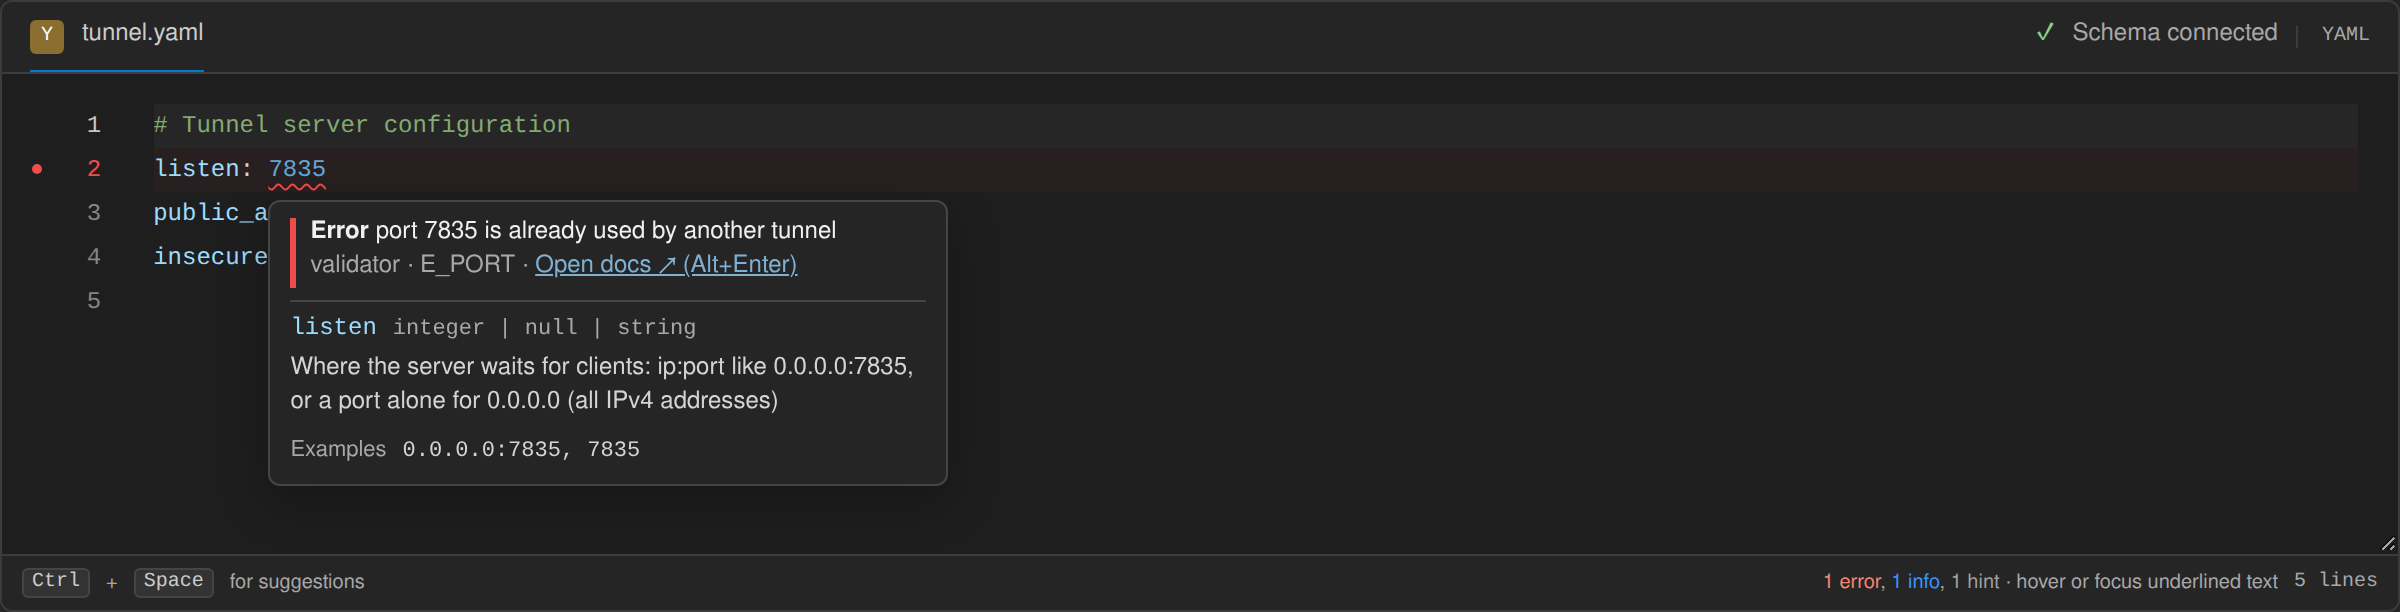 Y tunnel.yaml ✓ Schema connected | YAML
1 # Tunnel server configuration
2 listen: 7835
3 public_a
4 insecure
5
Error port 7835 is already used by another tunnel
validator · E_PORT · Open docs ↗ (Alt+Enter)
listen integer | null | string
Where the server waits for clients: ip:port like 0.0.0.0:7835,
or a port alone for 0.0.0.0 (all IPv4 addresses)
Examples 0.0.0.0:7835, 7835
Ctrl + Space for suggestions 1 error, 1 info, 1 hint · hover or focus underlined text 5 lines